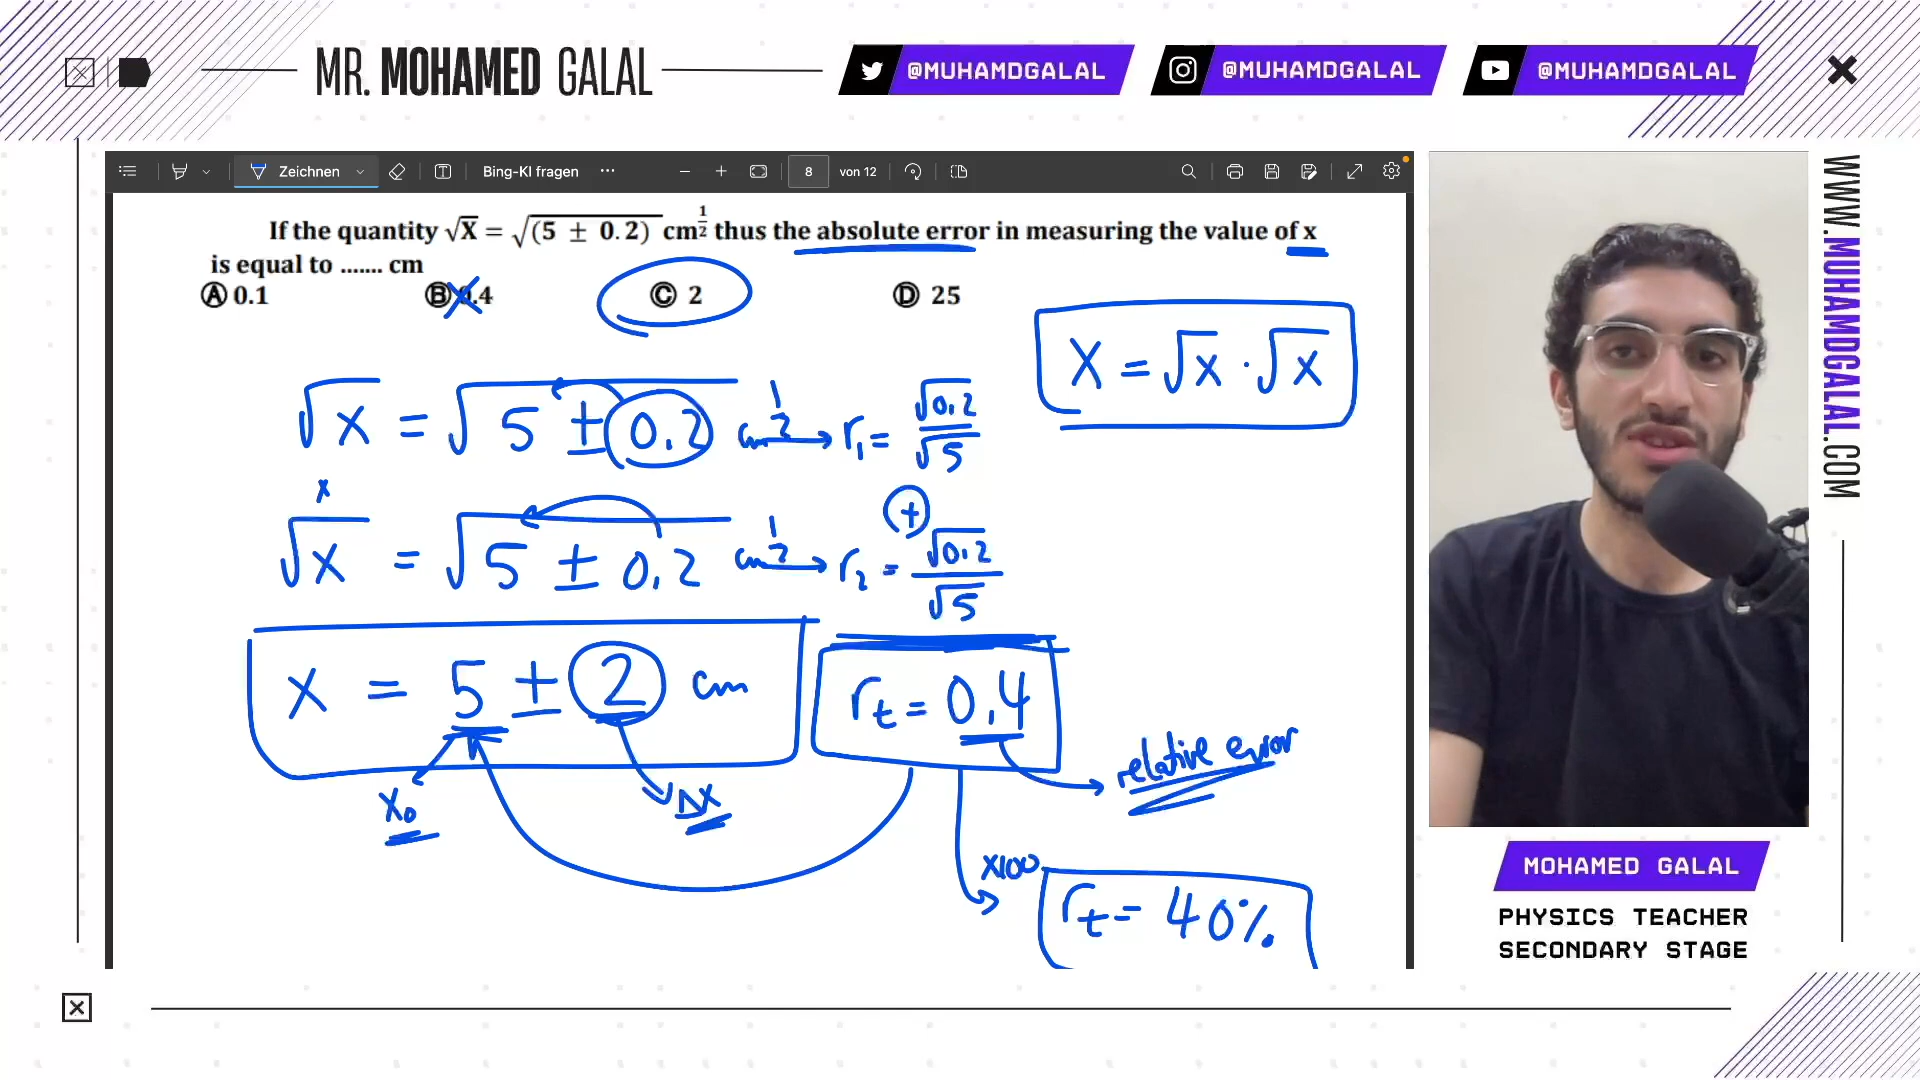 MR. MOHAMED GALAL
@MUHAMDGALAL
@MUHAMDGALAL
@MUHAMDGALAL
Zeichnen
Bing-KI fragen
8
von 12
If the quantity √X = √(5 ± 0.2) cm^{1/2} thus the absolute error in measuring the value of x
is equal to ....... cm
Ⓐ 0.1 Ⓑ 0.4 Ⓒ 2 Ⓓ 25
X = √x · √x
√x = √5 ± 0.2 cm^{1/2} → r₁ = √0.2 / √5
x
+
√x = √5 ± 0.2 cm^{1/2} → r₂ = √0.2 / √5
x = 5 ± 2 cm
r_t = 0.4
relative error
x₀
Δx
x100
r_t = 40%
WWW.MUHAMDGALAL.COM
MOHAMED GALAL
PHYSICS TEACHER
SECONDARY STAGE